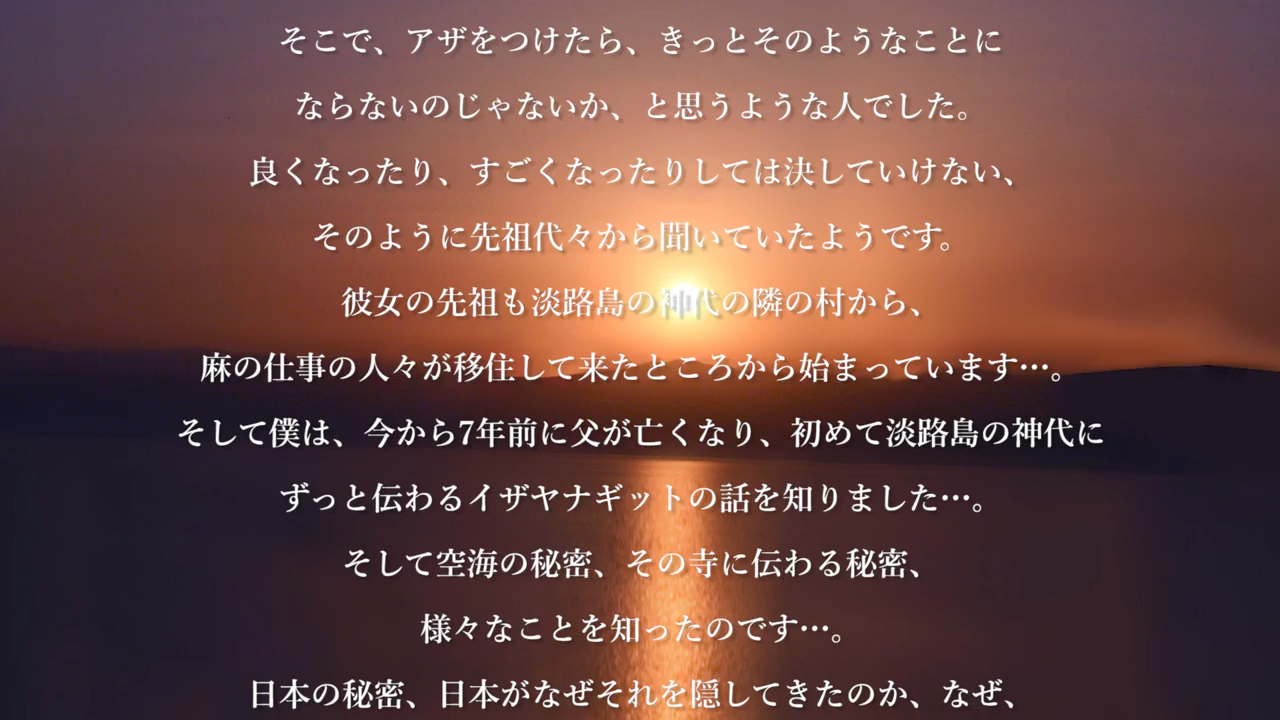 そこで、アザをつけたら、きっとそのようなことに
ならないのじゃないか、と思うような人でした。
良くなったり、すごくなったりしては決していけない、
そのように先祖代々から聞いていたようです。
彼女の先祖も淡路島の神代の隣の村から、
麻の仕事の人々が移住して来たところから始まっています…。
そして僕は、今から7年前に父が亡くなり、初めて淡路島の神代に
ずっと伝わるイザヤナギットの話を知りました…。
そして空海の秘密、その寺に伝わる秘密、
様々なことを知ったのです…。
日本の秘密、日本がなぜそれを隠してきたのか、なぜ、